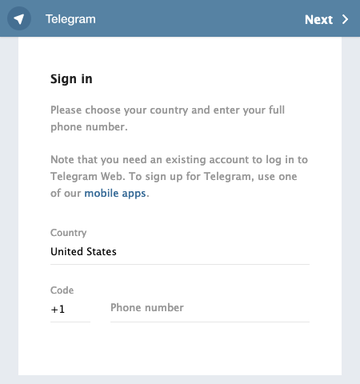 Telegram
Next
Sign in
Please choose your country and enter your full
phone number.
Note that you need an existing account to log in to
Telegram Web. To sign up for Telegram, use one
of our mobile apps.
Country
United States
Code
+1 Phone number